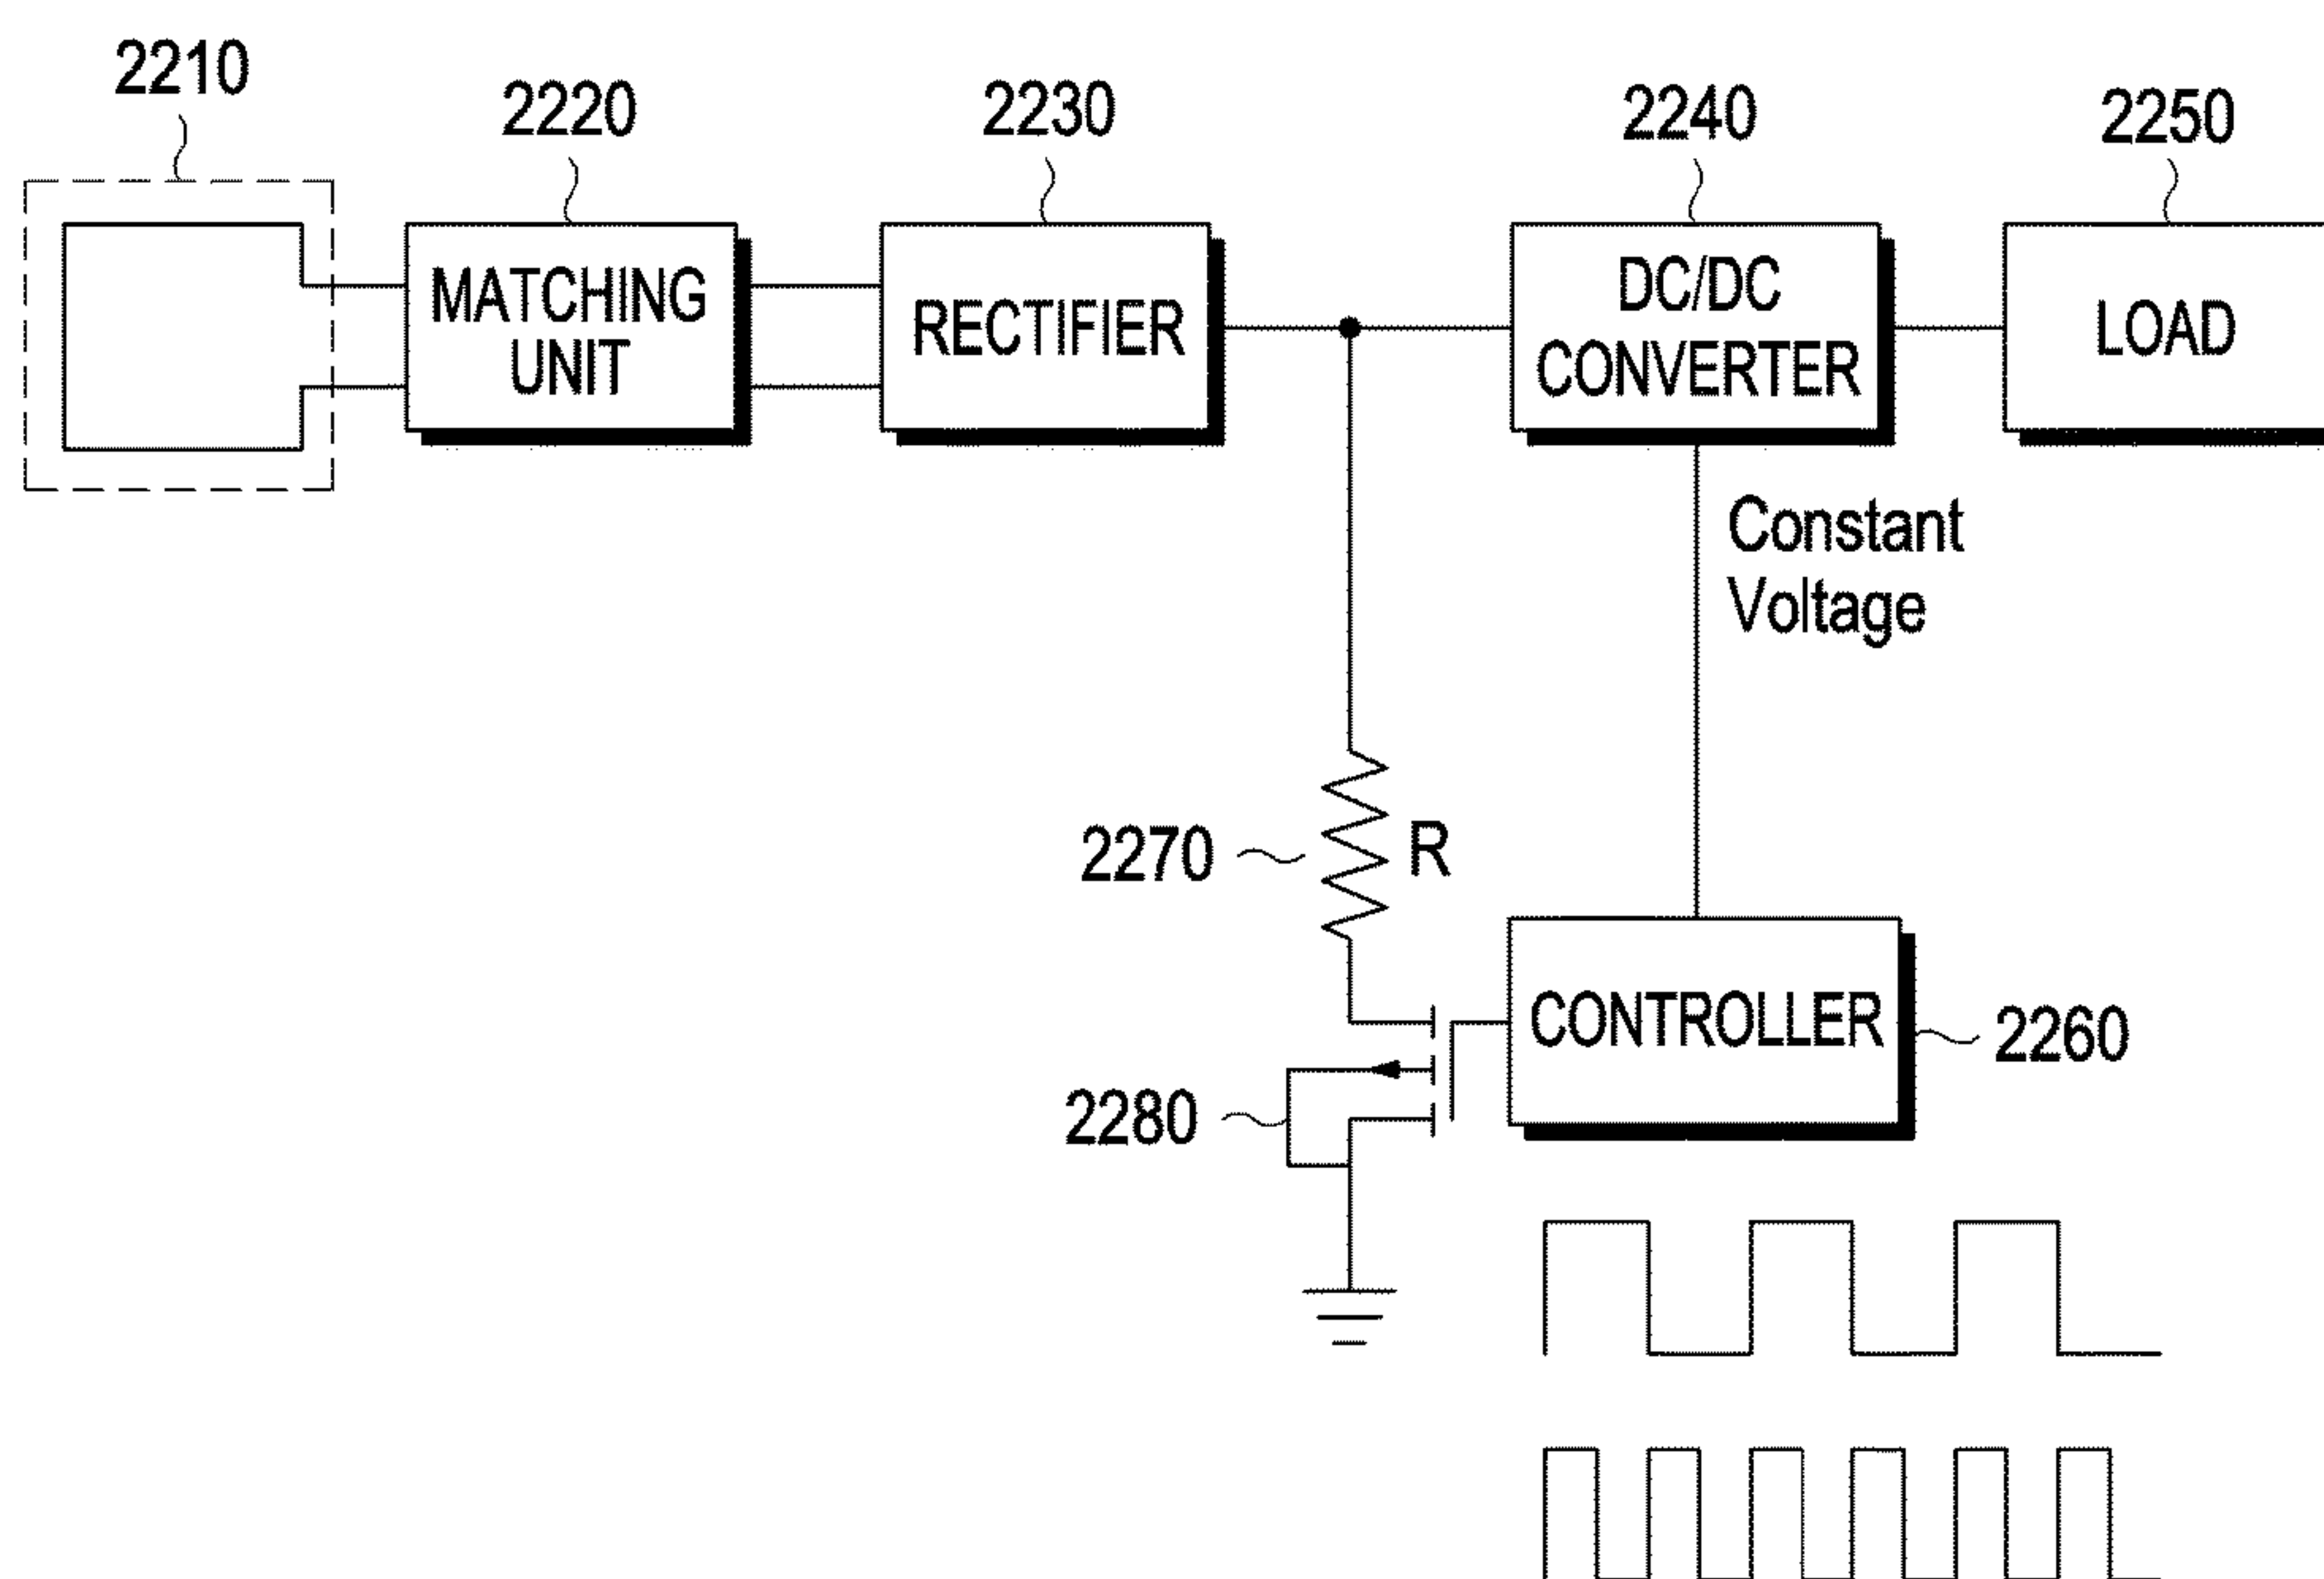 2210
2220
2230
2240
2250
MATCHING
UNIT
RECTIFIER
DC/DC
CONVERTER
LOAD
Constant
Voltage
2270
R
CONTROLLER
2260
2280